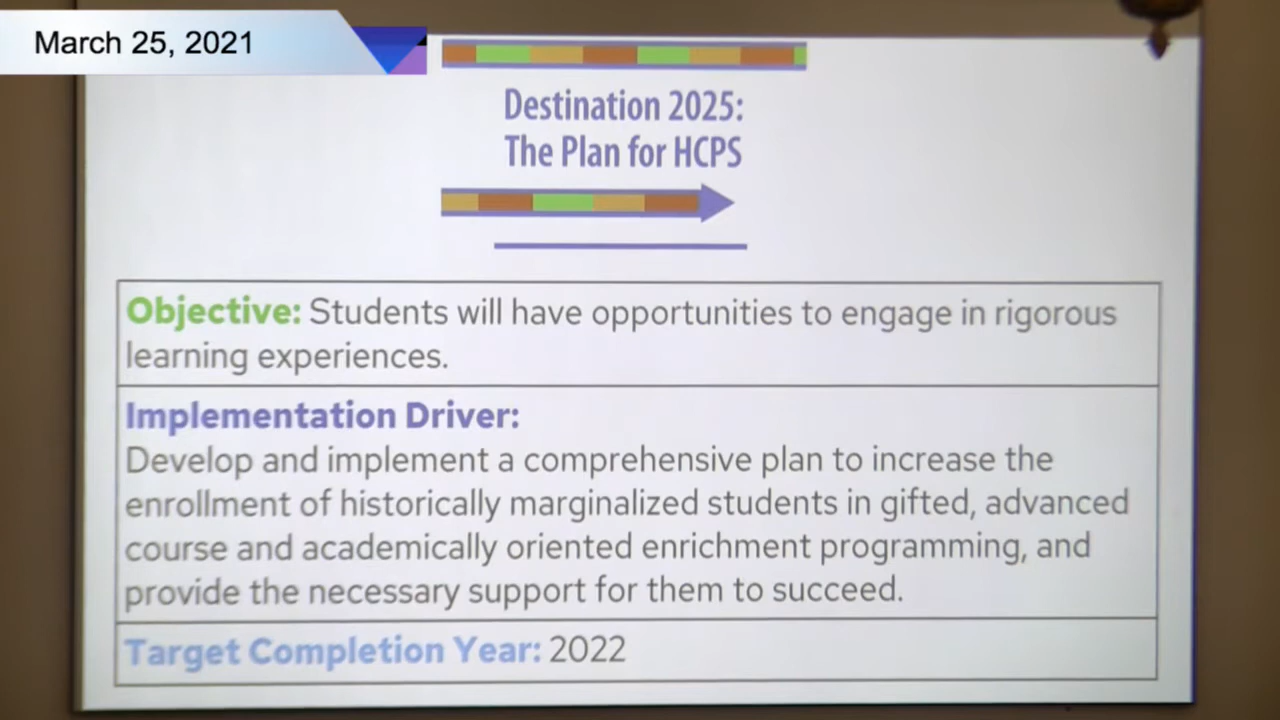 March 25, 2021
Destination 2025:
The Plan for HCPS
Objective: Students will have opportunities to engage in rigorous
learning experiences.
Implementation Driver:
Develop and implement a comprehensive plan to increase the
enrollment of historically marginalized students in gifted, advanced
course and academically oriented enrichment programming, and
provide the necessary support for them to succeed.
Target Completion Year: 2022